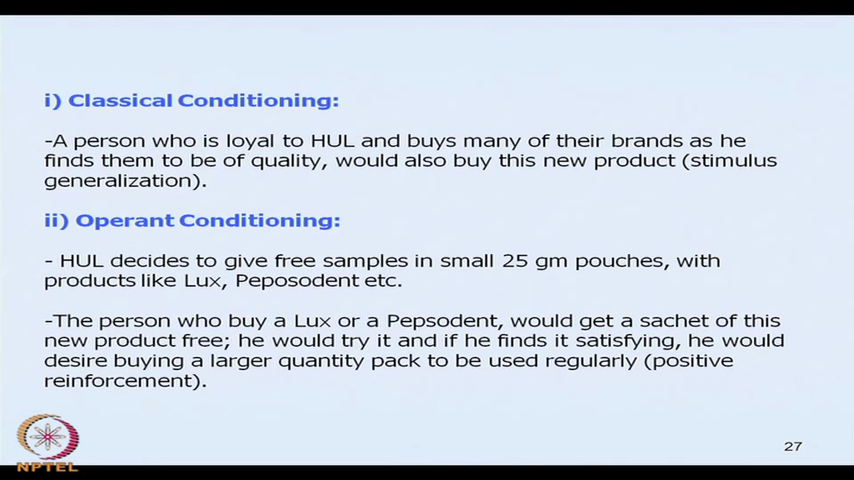 i) Classical Conditioning:
-A person who is loyal to HUL and buys many of their brands as he
finds them to be of quality, would also buy this new product (stimulus
generalization).
ii) Operant Conditioning:
- HUL decides to give free samples in small 25 gm pouches, with
products like Lux, Peposodent etc.
-The person who buy a Lux or a Pepsodent, would get a sachet of this
new product free; he would try it and if he finds it satisfying, he would
desire buying a larger quantity pack to be used regularly (positive
reinforcement).
27
NPTEL